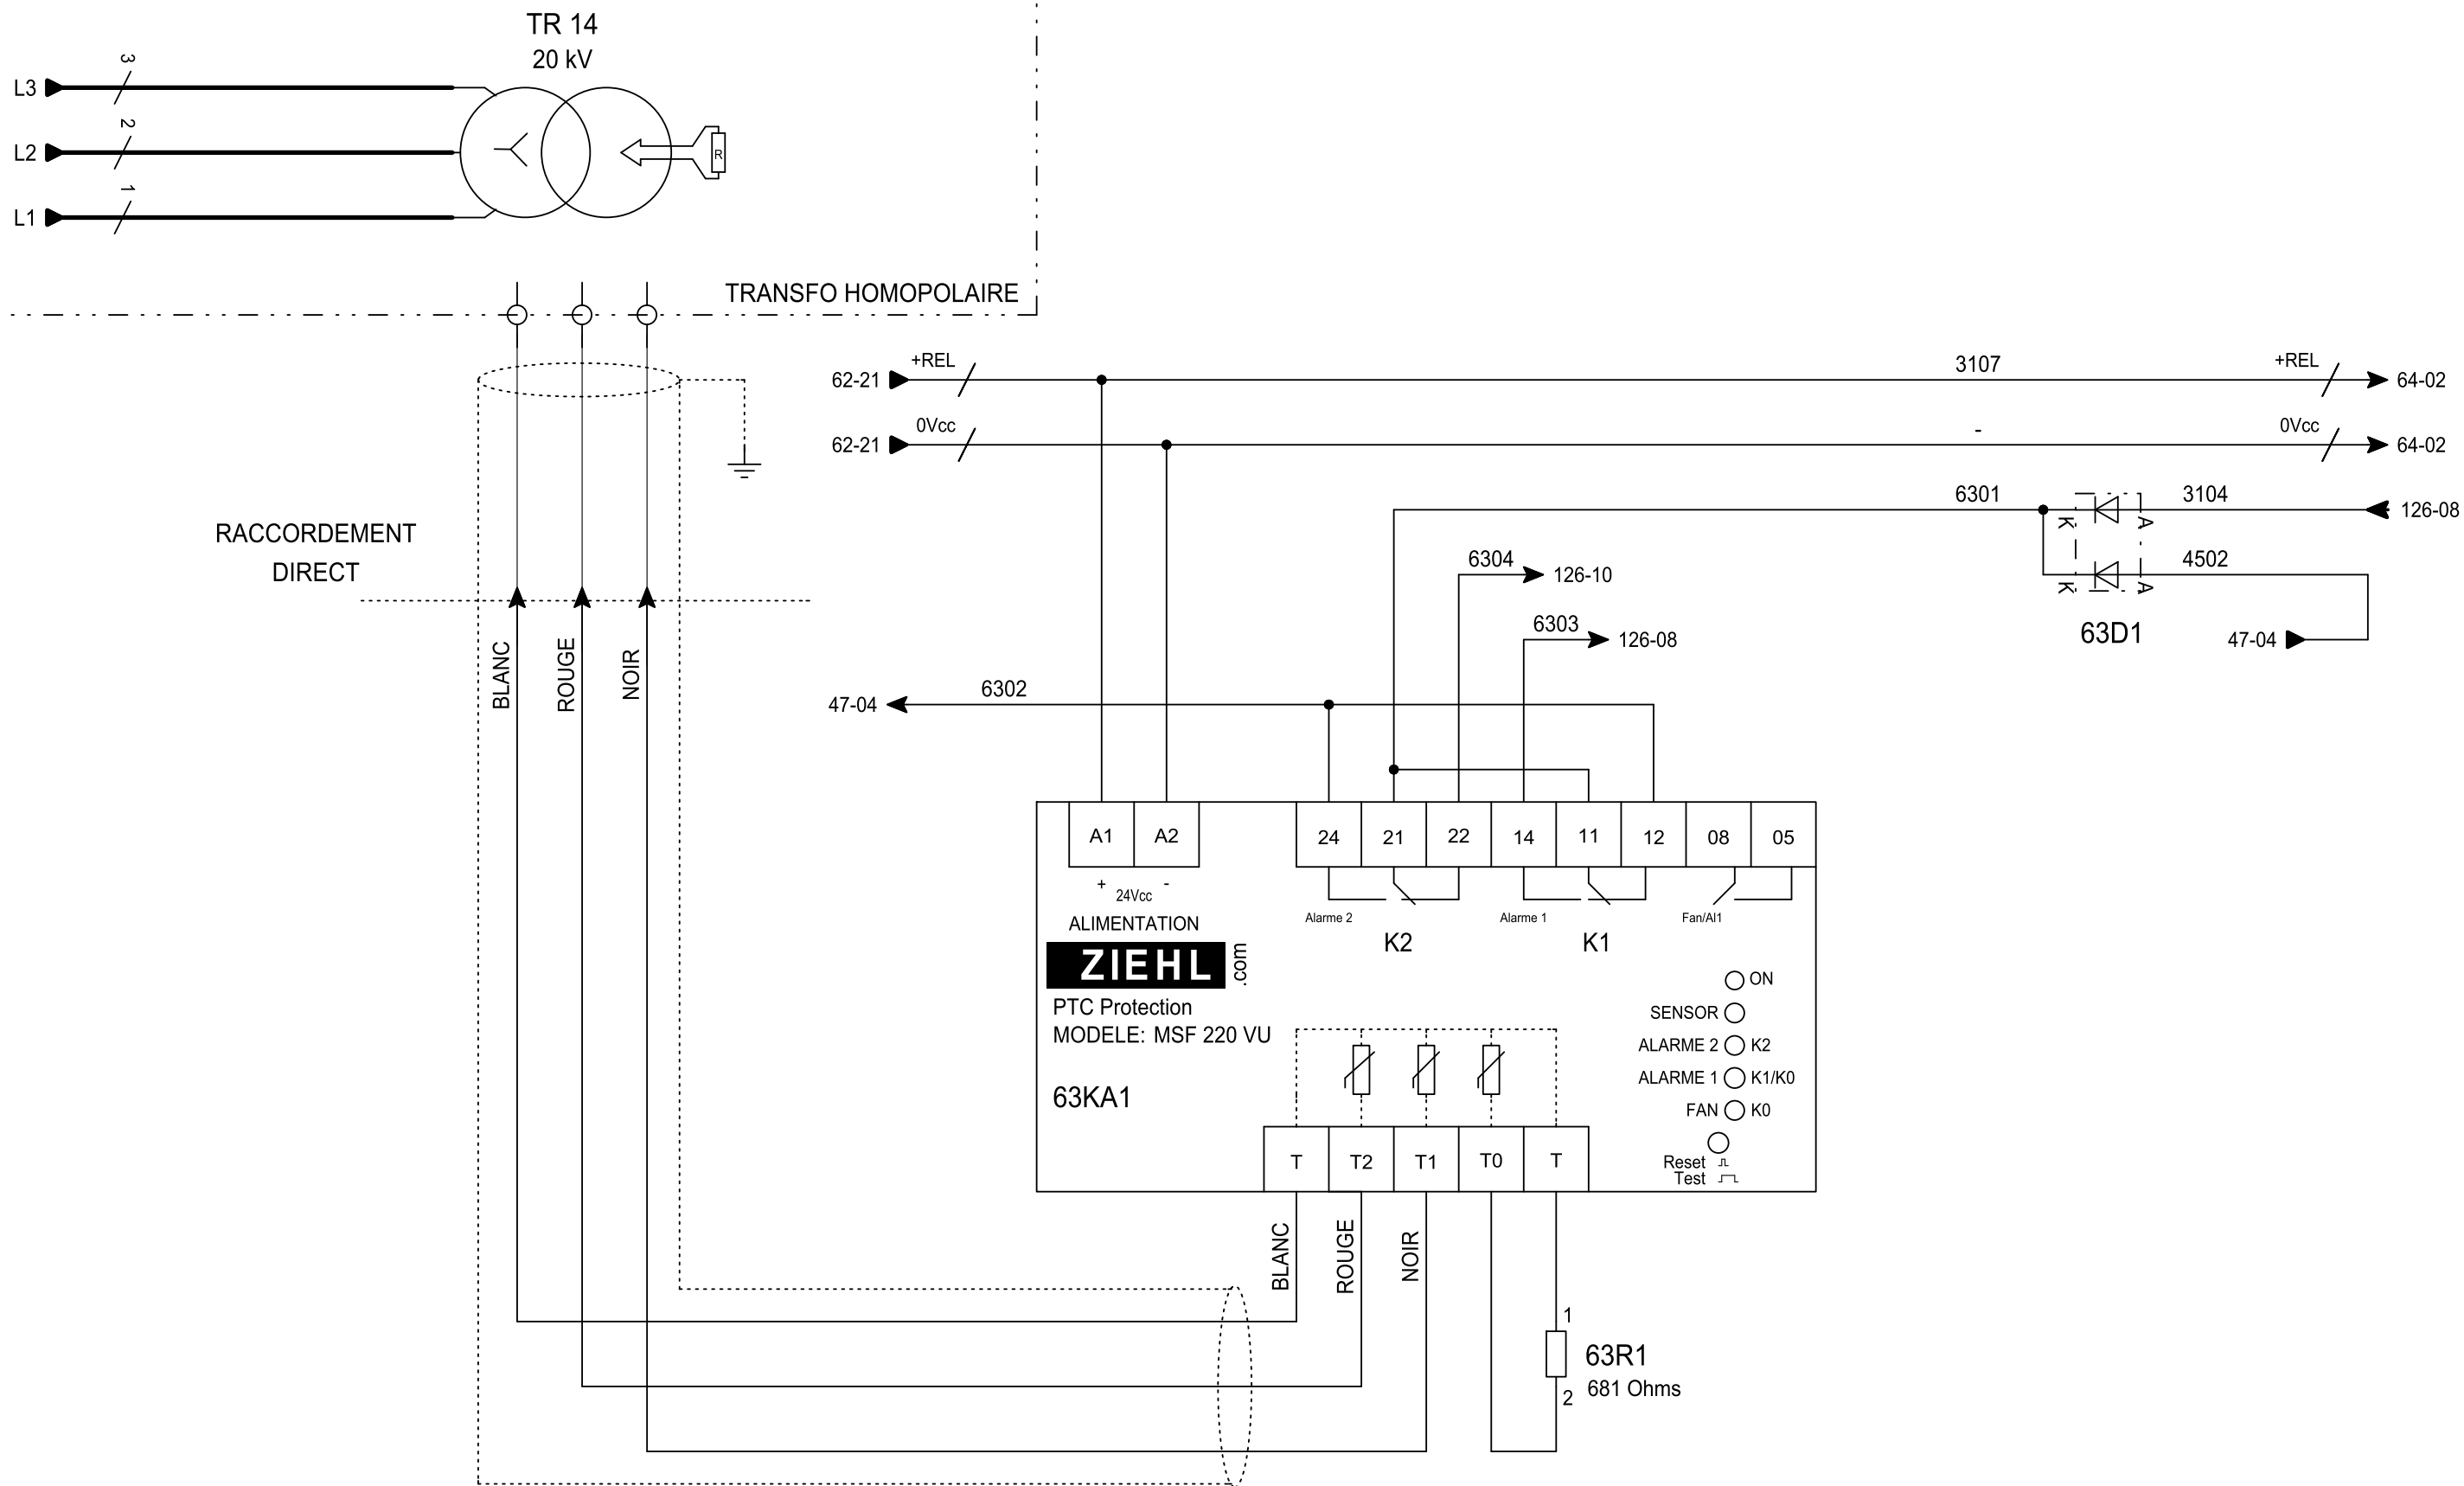 TR 14
20 kV
L3
3
L2
2
R
L1
1
TRANSFO HOMOPOLAIRE
62-21
+REL
3107
+REL
64-02
62-21
0Vcc
-
0Vcc
64-02
RACCORDEMENT
DIRECT
6301
K
A
3104
126-08
6304
126-10
K
A
4502
6303
126-08
63D1
47-04
BLANC
ROUGE
NOIR
47-04
6302
A1
A2
24
21
22
14
11
12
08
05
+
24Vcc
-
ALIMENTATION
Alarme 2
K2
Alarme 1
K1
Fan/Al1
ZIEHL
.com
PTC Protection
MODELE: MSF 220 VU
63KA1
ON
SENSOR
ALARME 2
K2
ALARME 1
K1/K0
FAN
K0
Reset
Test
T
T2
T1
T0
T
BLANC
ROUGE
NOIR
1
63R1
681 Ohms
2